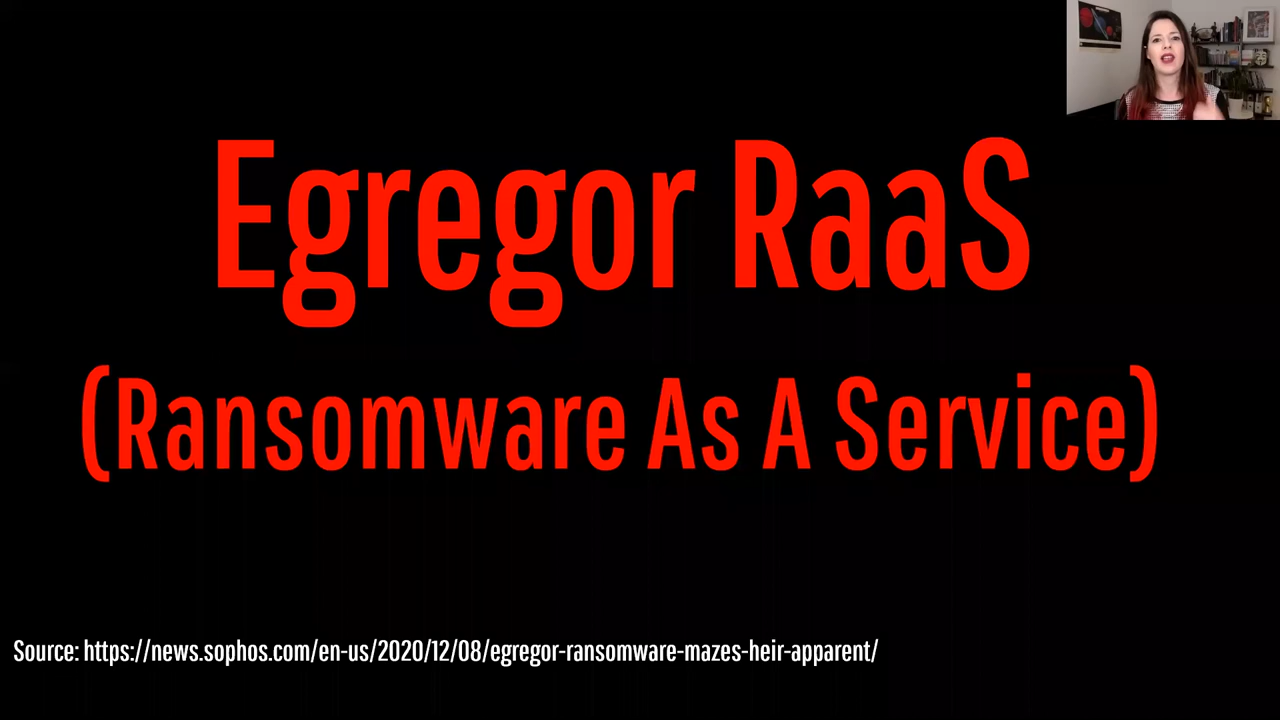 Egregor RaaS
(Ransomware As A Service)
Source: https://news.sophos.com/en-us/2020/12/08/egregor-ransomware-mazes-heir-apparent/